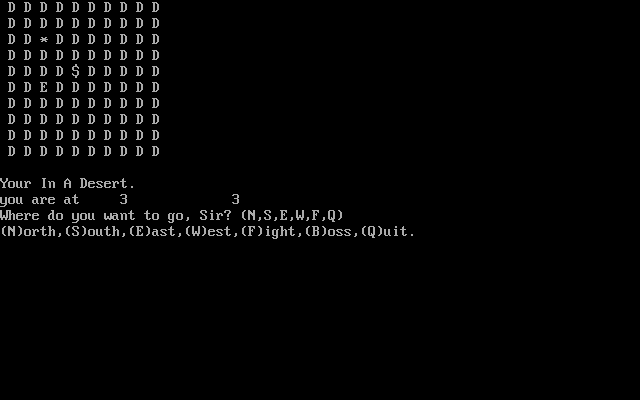 D D D D D D D D D D
D D D D D D D D D D
D D * D D D D D D D
D D D D D D D D D D
D D D D $ D D D D D
D D E D D D D D D D
D D D D D D D D D D
D D D D D D D D D D
D D D D D D D D D D
D D D D D D D D D D
Your In A Desert.
you are at     3             3
Where do you want to go, Sir? (N,S,E,W,F,Q)
(N)orth,(S)outh,(E)ast,(W)est,(F)ight,(B)oss,(Q)uit.